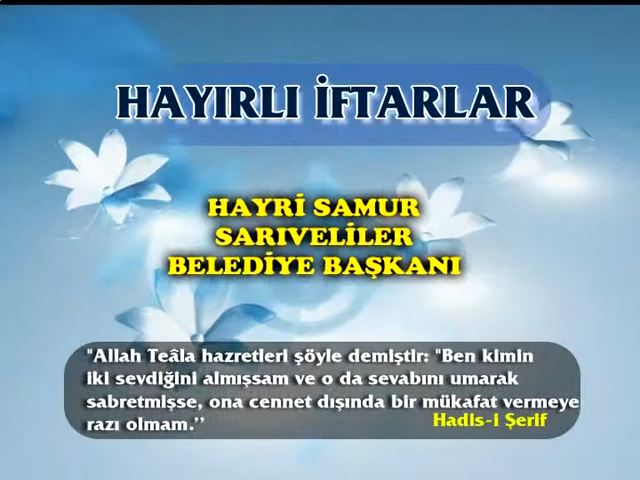 HAYIRLI İFTARLAR
HAYRİ SAMUR
SARIVELİLER
BELEDİYE BAŞKANI
"Allah Teâla hazretleri şöyle demiştir: "Ben kimin
iki sevdiğini almışsam ve o da sevabını umarak
sabretmişse, ona cennet dışında bir mükafat vermeye
razı olmam.’’
Hadis-i Şerif